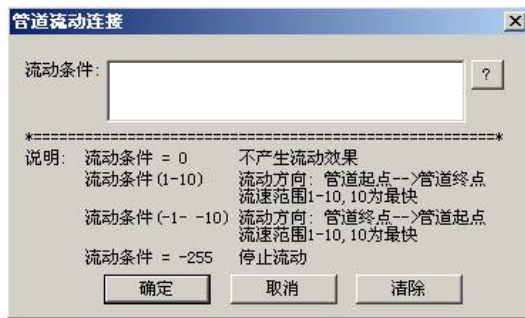 管道流动连接
流动条件:
?
*======================================================*
说明: 流动条件 = 0 不产生流动效果
流动条件(1-10) 流动方向: 管道起点-->管道终点
流速范围1-10,10为最快
流动条件(-1- -10) 流动方向: 管道终点-->管道起点
流速范围1-10,10为最快
流动条件 = -255 停止流动
确定 取消 清除